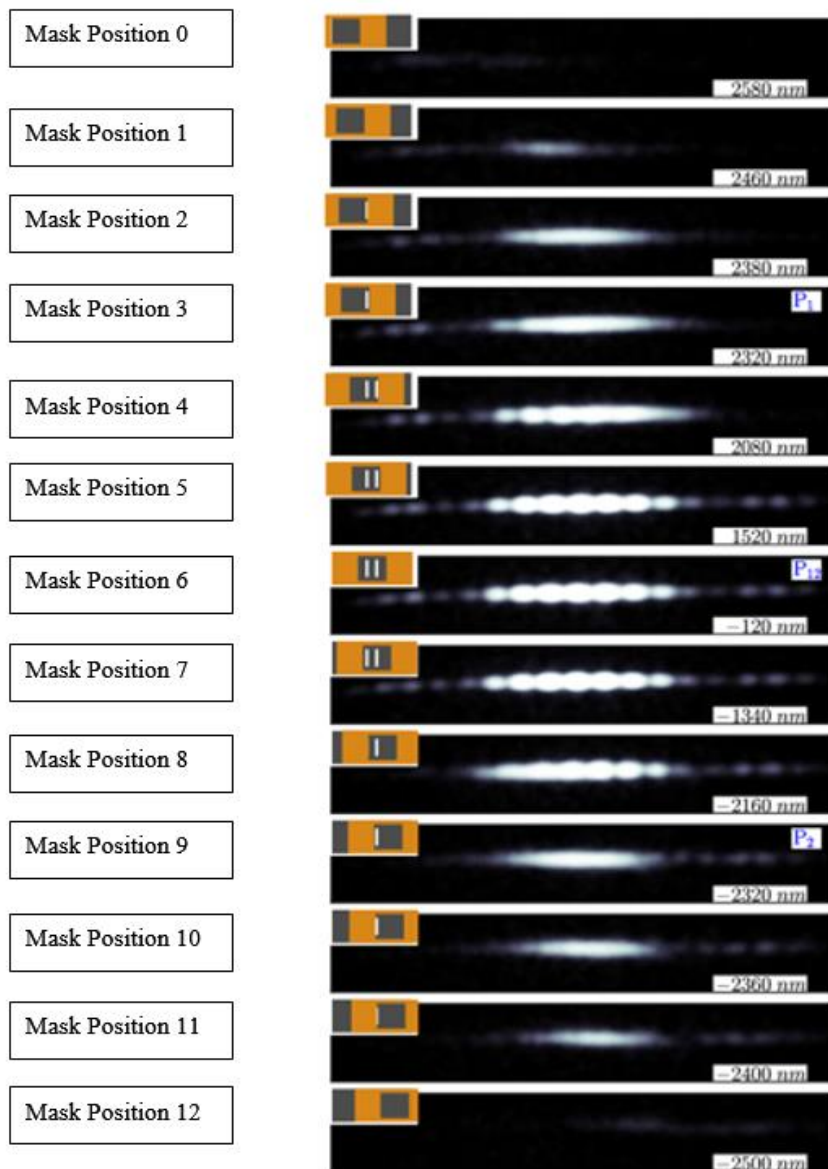 Mask Position 0
2580 nm
Mask Position 1
2460 nm
Mask Position 2
2380 nm
Mask Position 3
P₁
2320 nm
Mask Position 4
2080 nm
Mask Position 5
1520 nm
Mask Position 6
P₁₂
−120 nm
Mask Position 7
−1340 nm
Mask Position 8
−2160 nm
Mask Position 9
P₂
−2320 nm
Mask Position 10
−2360 nm
Mask Position 11
−2400 nm
Mask Position 12
−2500 nm